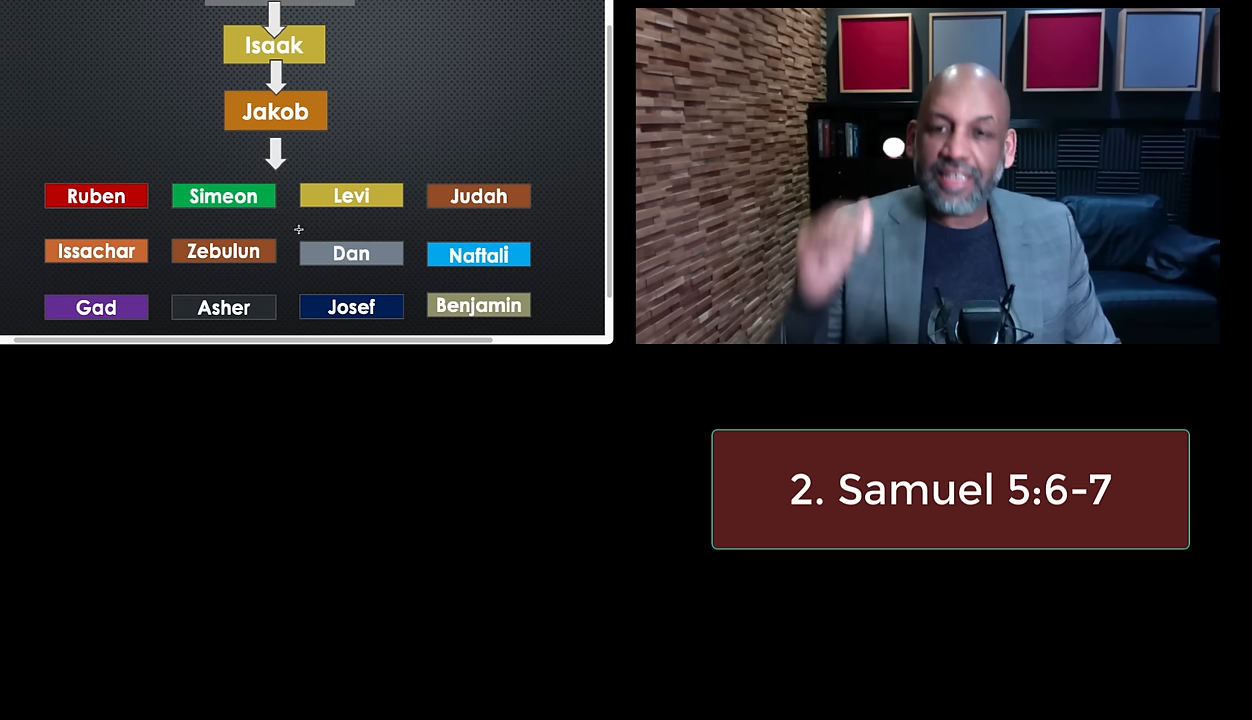 Isaak
Jakob
Ruben Simeon Levi Judah
Issachar Zebulun Dan Naftali
Gad Asher Josef Benjamin
2. Samuel 5:6-7